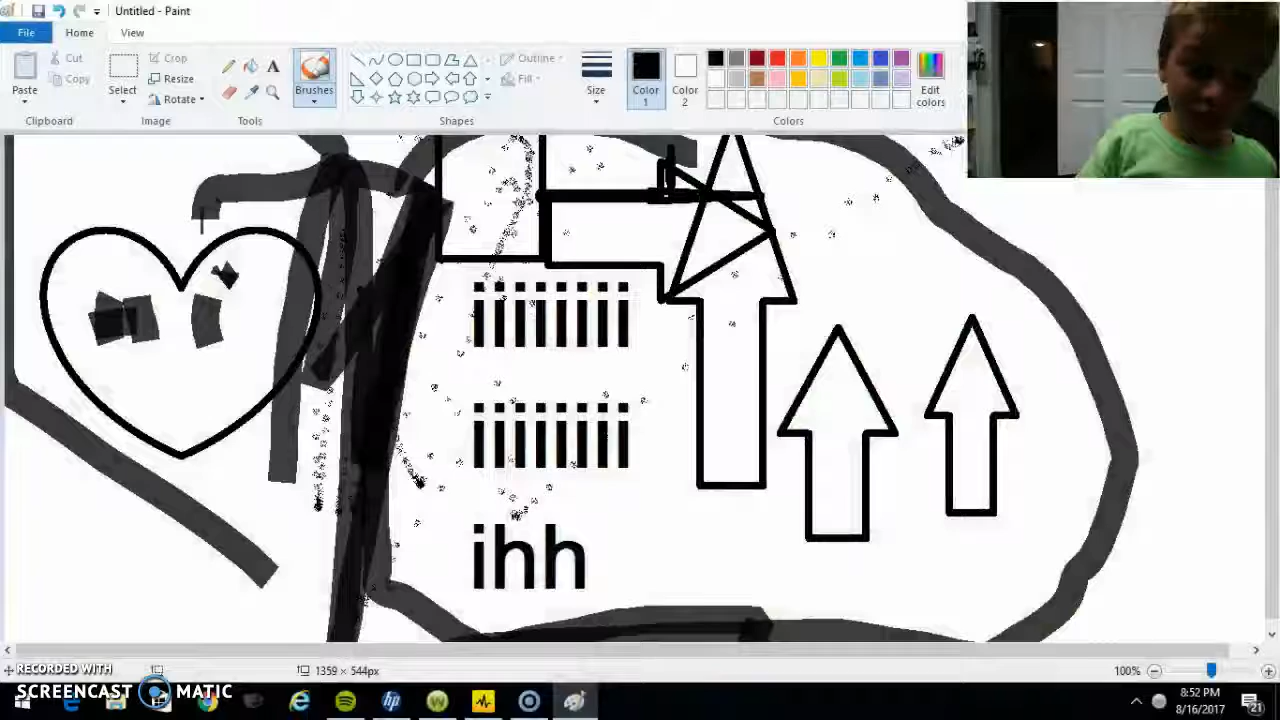 Untitled - Paint
File Home View
Paste Cut Copy Clipboard
Select Crop Resize Rotate Image
A Tools
Brushes
Outline Fill Shapes
Size
Color 1 Color 2 Edit colors Colors
iiiiiiii
iiiiiiii
ihh
1359 × 544px 100%
RECORDED WITH
SCREENCAST MATIC
8:52 PM
8/16/2017
21